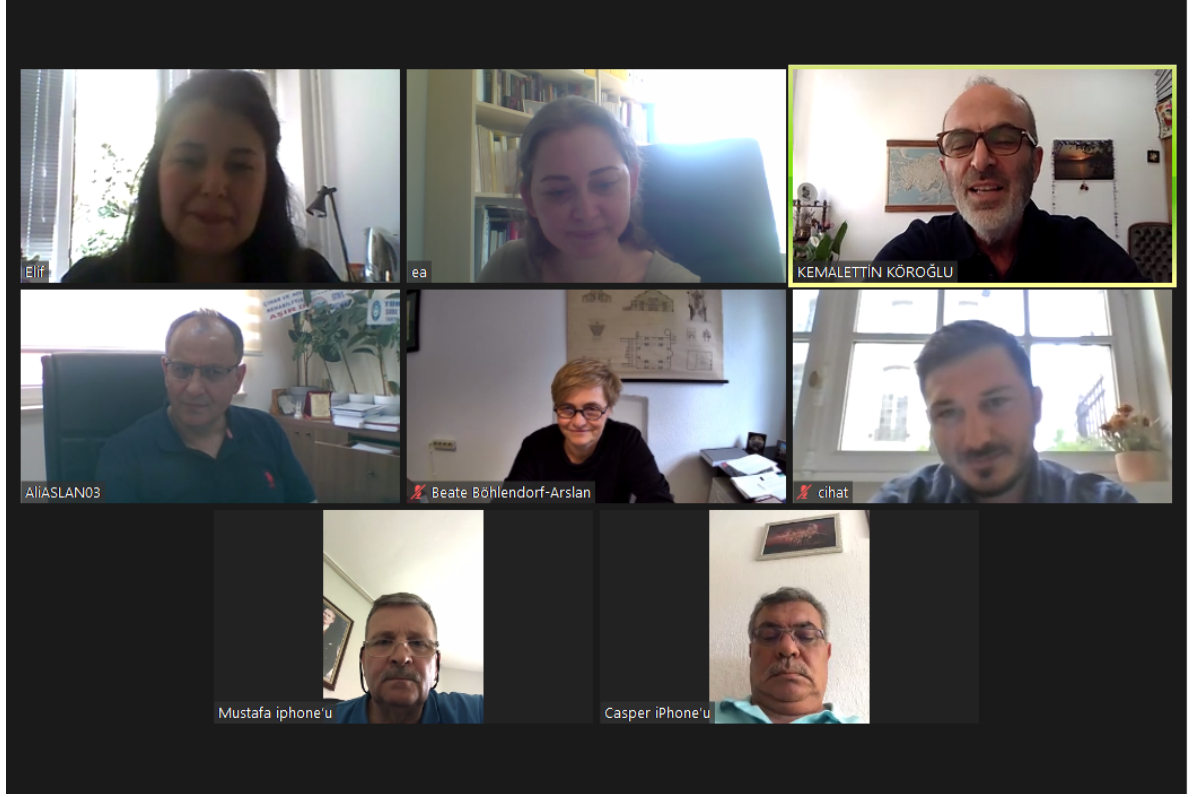 Elif
ea
KEMALETTİN KÖROĞLU
AliASLAN03
Beate Böhlendorf-Arslan
cihat
Mustafa iphone'u
Casper iPhone'u